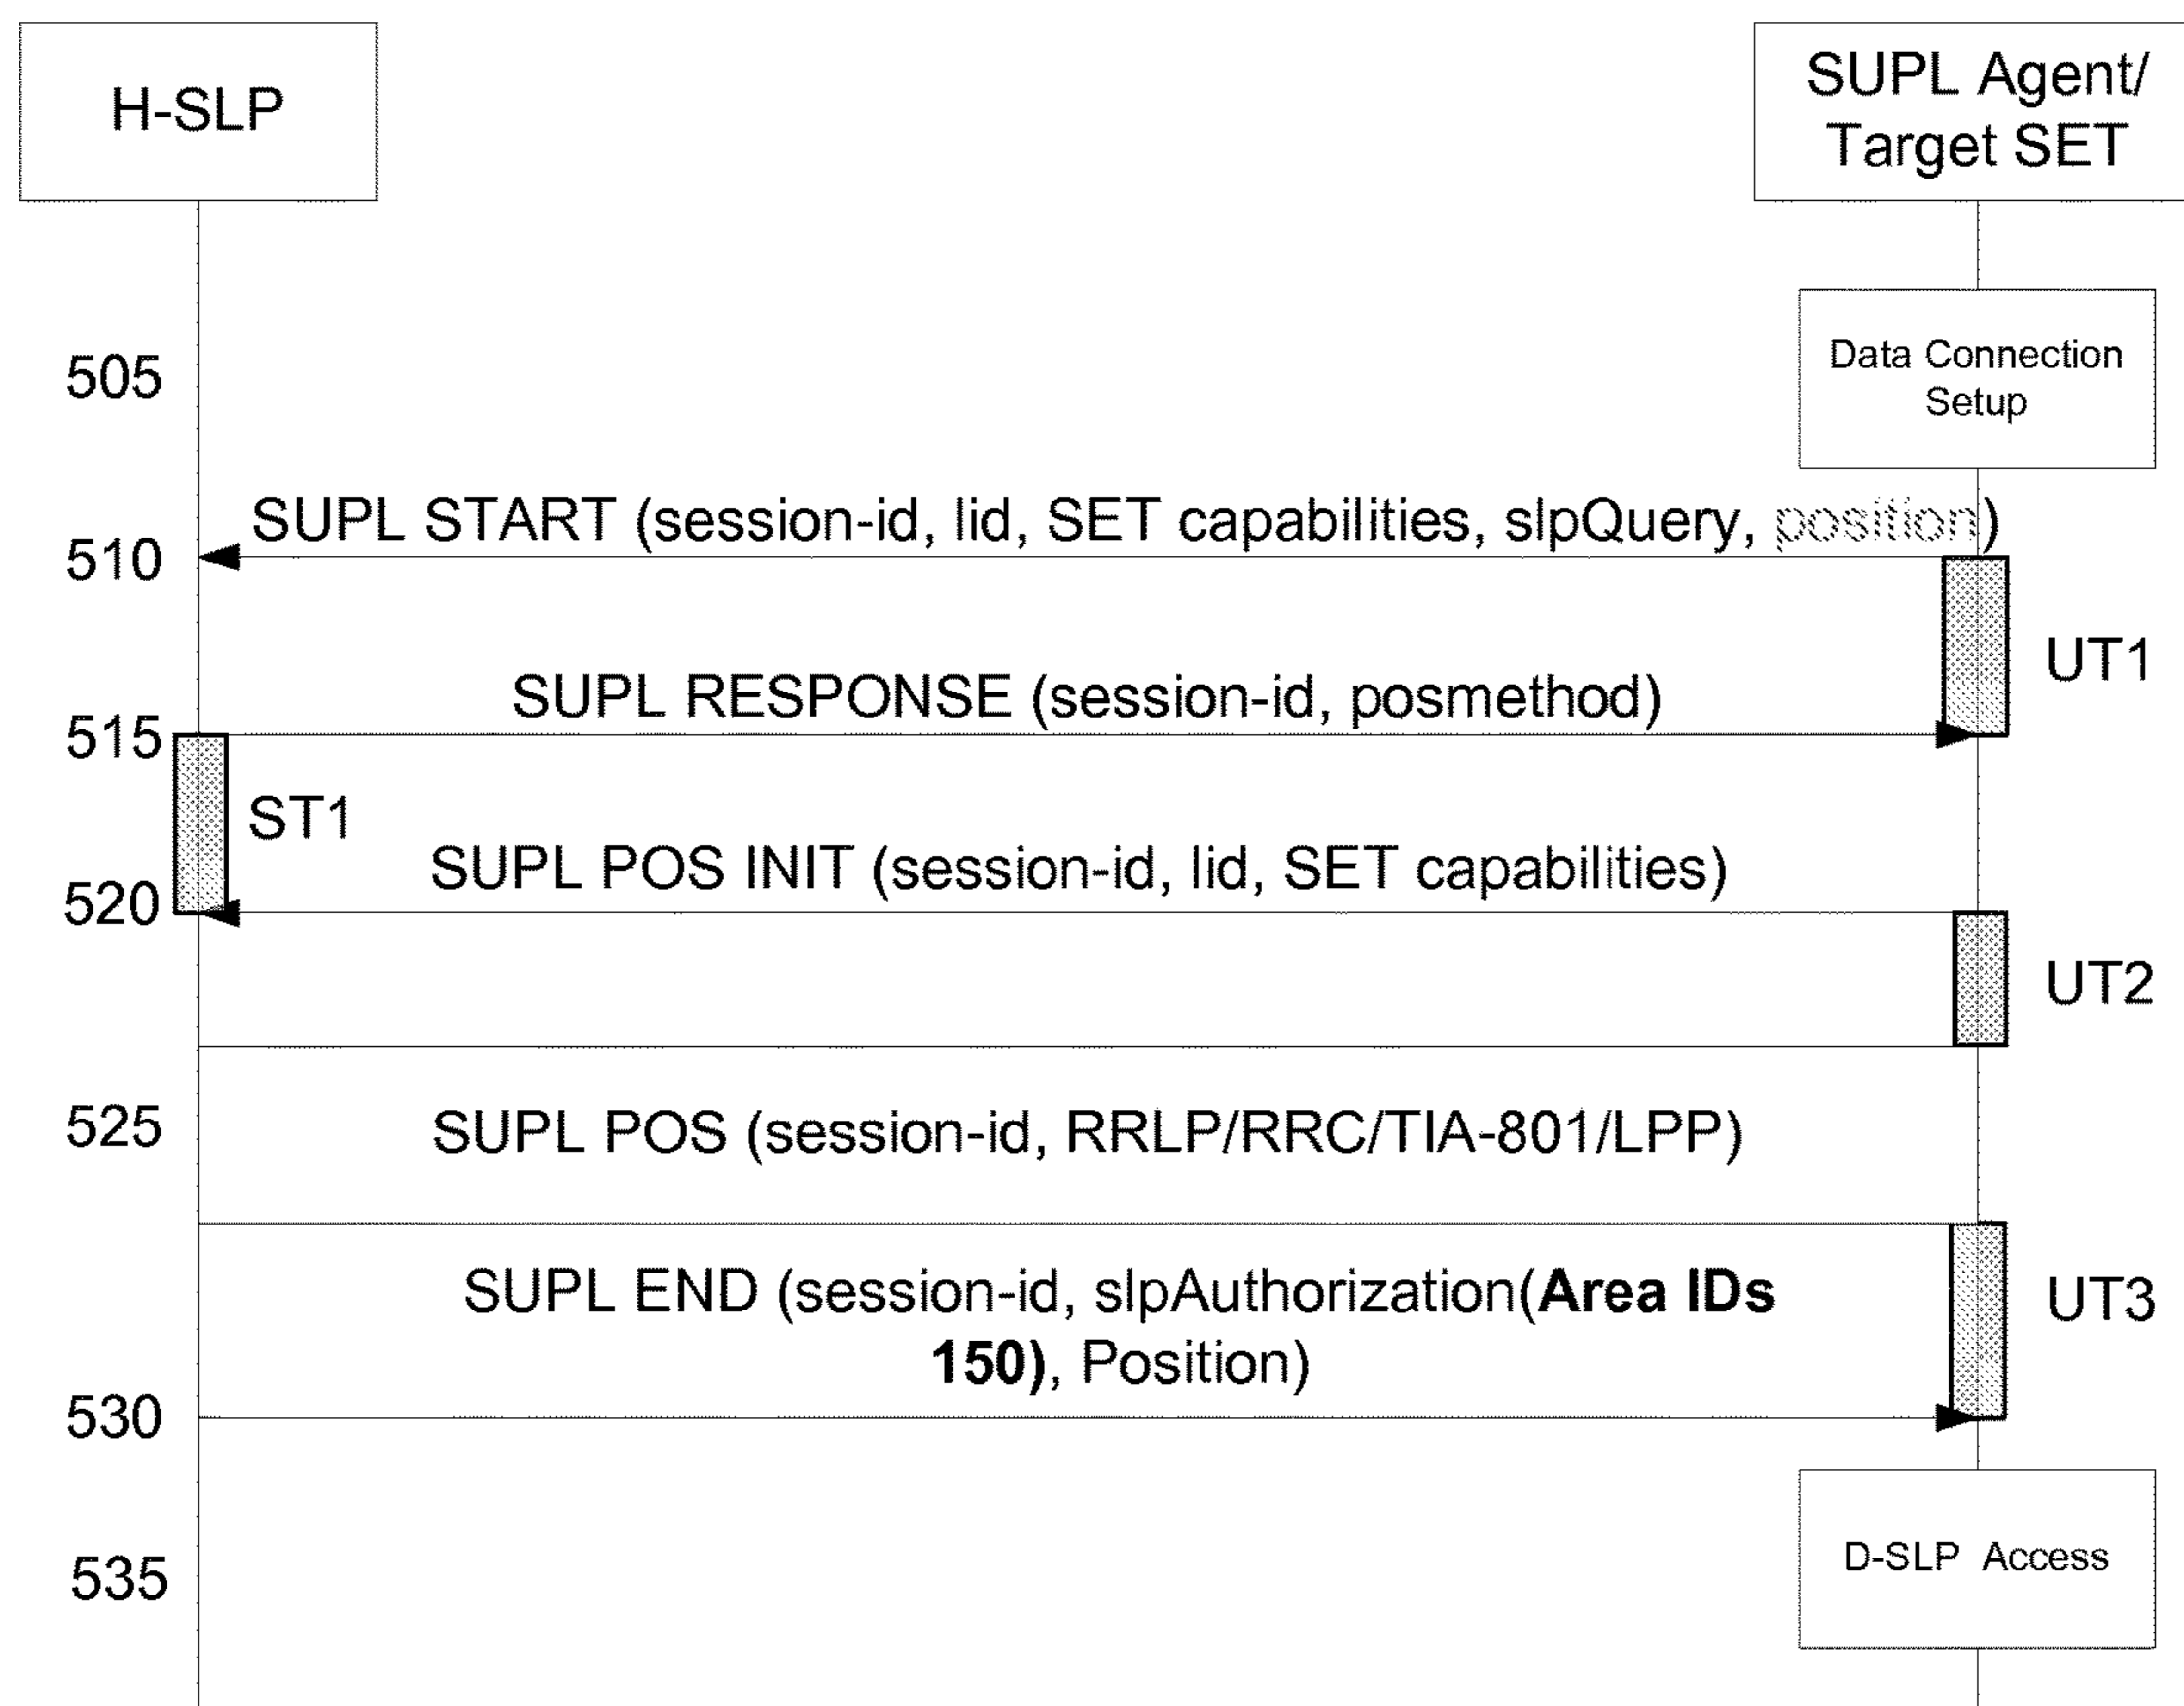 H-SLP
SUPL Agent/
Target SET
505
Data Connection
Setup
SUPL START (session-id, lid, SET capabilities, slpQuery, position)
510
UT1
SUPL RESPONSE (session-id, posmethod)
515
ST1
SUPL POS INIT (session-id, lid, SET capabilities)
520
UT2
525
SUPL POS (session-id, RRLP/RRC/TIA-801/LPP)
SUPL END (session-id, slpAuthorization(Area IDs
150), Position)
UT3
530
D-SLP Access
535